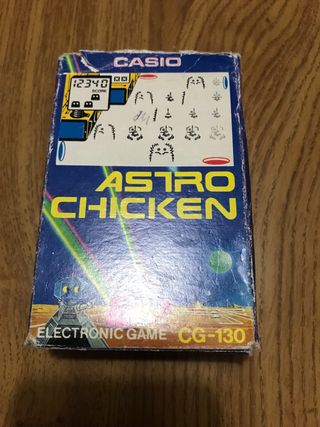 CASIO
12340
SCORE
ASTRO
CHICKEN
ELECTRONIC GAME CG-130